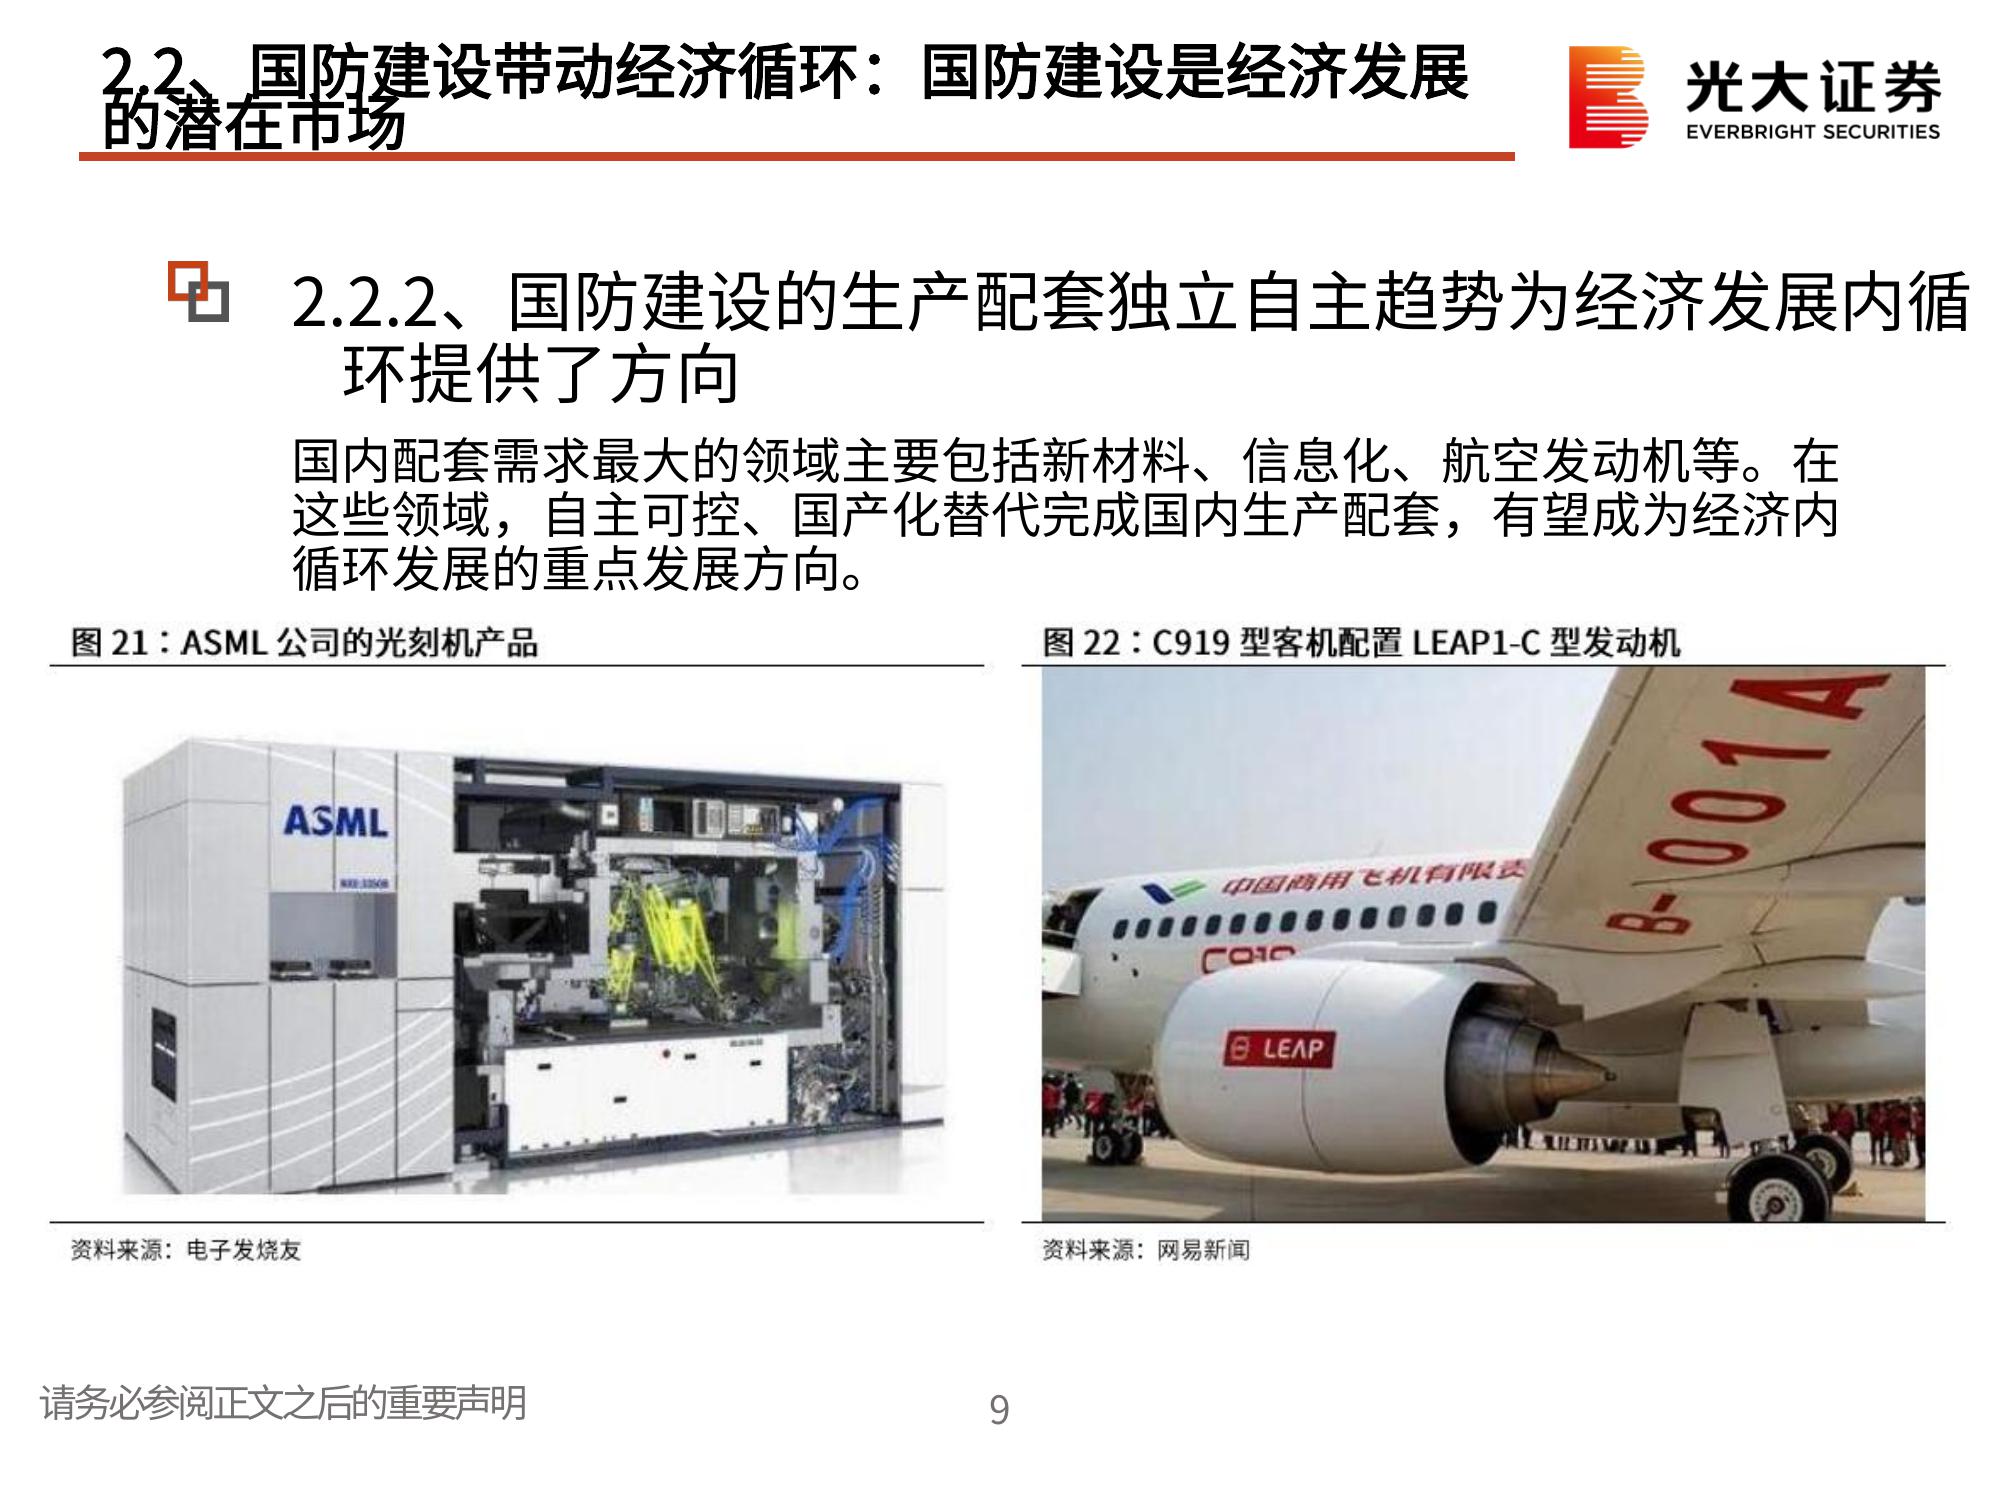 2.2、国防建设带动经济循环：国防建设是经济发展
的潜在市场
光大证券
EVERBRIGHT SECURITIES
2.2.2、国防建设的生产配套独立自主趋势为经济发展内循
环提供了方向
国内配套需求最大的领域主要包括新材料、信息化、航空发动机等。在
这些领域，自主可控、国产化替代完成国内生产配套，有望成为经济内
循环发展的重点发展方向。
图 21：ASML 公司的光刻机产品
ASML
资料来源：电子发烧友
图 22：C919 型客机配置 LEAP1-C 型发动机
B-001A
中国商用飞机有限责
C919
LEAP
资料来源：网易新闻
请务必参阅正文之后的重要声明
9